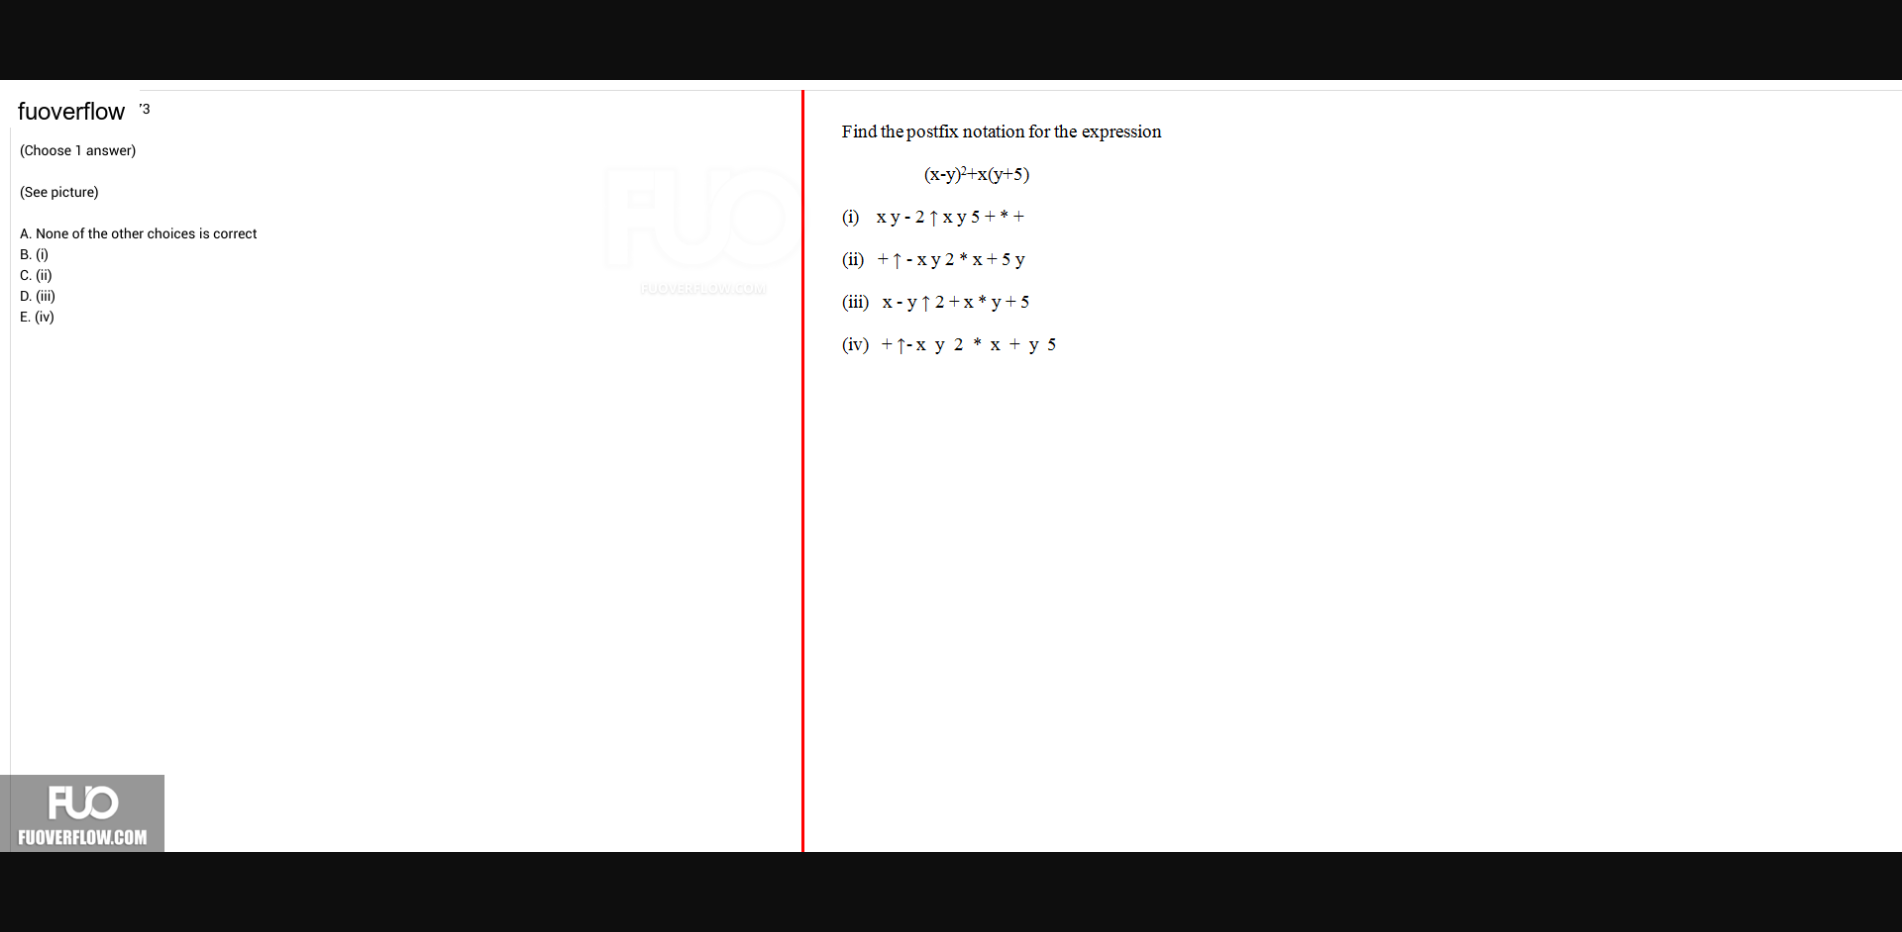 fuoverflow '3
(Choose 1 answer)
(See picture)
A. None of the other choices is correct
B. (i)
C. (ii)
D. (iii)
E. (iv)
FUO
FUOVERFLOW.COM
Find the postfix notation for the expression
(x-y)²+x(y+5)
(i) x y - 2 ↑ x y 5 + * +
(ii) + ↑ - x y 2 * x + 5 y
(iii) x - y ↑ 2 + x * y + 5
(iv) + ↑ - x y 2 * x + y 5
FUO
FUOVERFLOW.COM